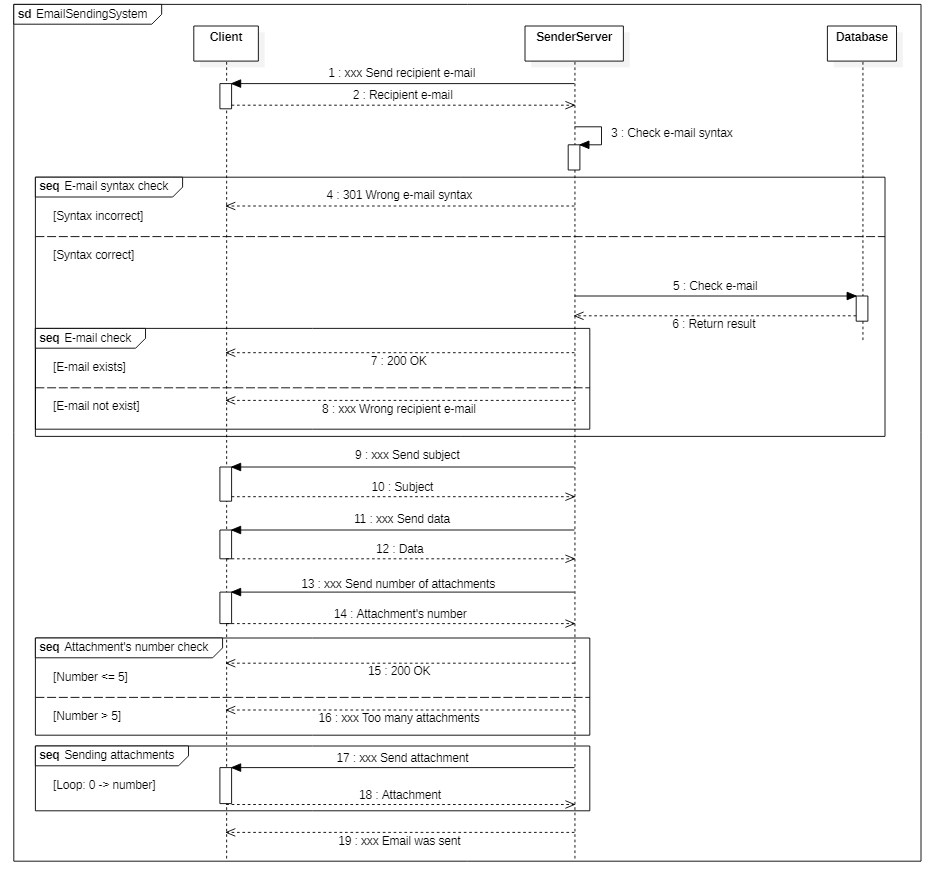 sd EmailSendingSystem
Client
SenderServer
Database
1 : xxx Send recipient e-mail
2 : Recipient e-mail
3 : Check e-mail syntax
seq E-mail syntax check
4 : 301 Wrong e-mail syntax
[Syntax incorrect]
[Syntax correct]
5 : Check e-mail
6 : Return result
seq E-mail check
7 : 200 OK
[E-mail exists]
[E-mail not exist]
8 : xxx Wrong recipient e-mail
9 : xxx Send subject
10 : Subject
11 : xxx Send data
12 : Data
13 : xxx Send number of attachments
14 : Attachment's number
seq Attachment's number check
15 : 200 OK
[Number <= 5]
[Number > 5]
16 : xxx Too many attachments
seq Sending attachments
17 : xxx Send attachment
[Loop: 0 -> number]
18 : Attachment
19 : xxx Email was sent